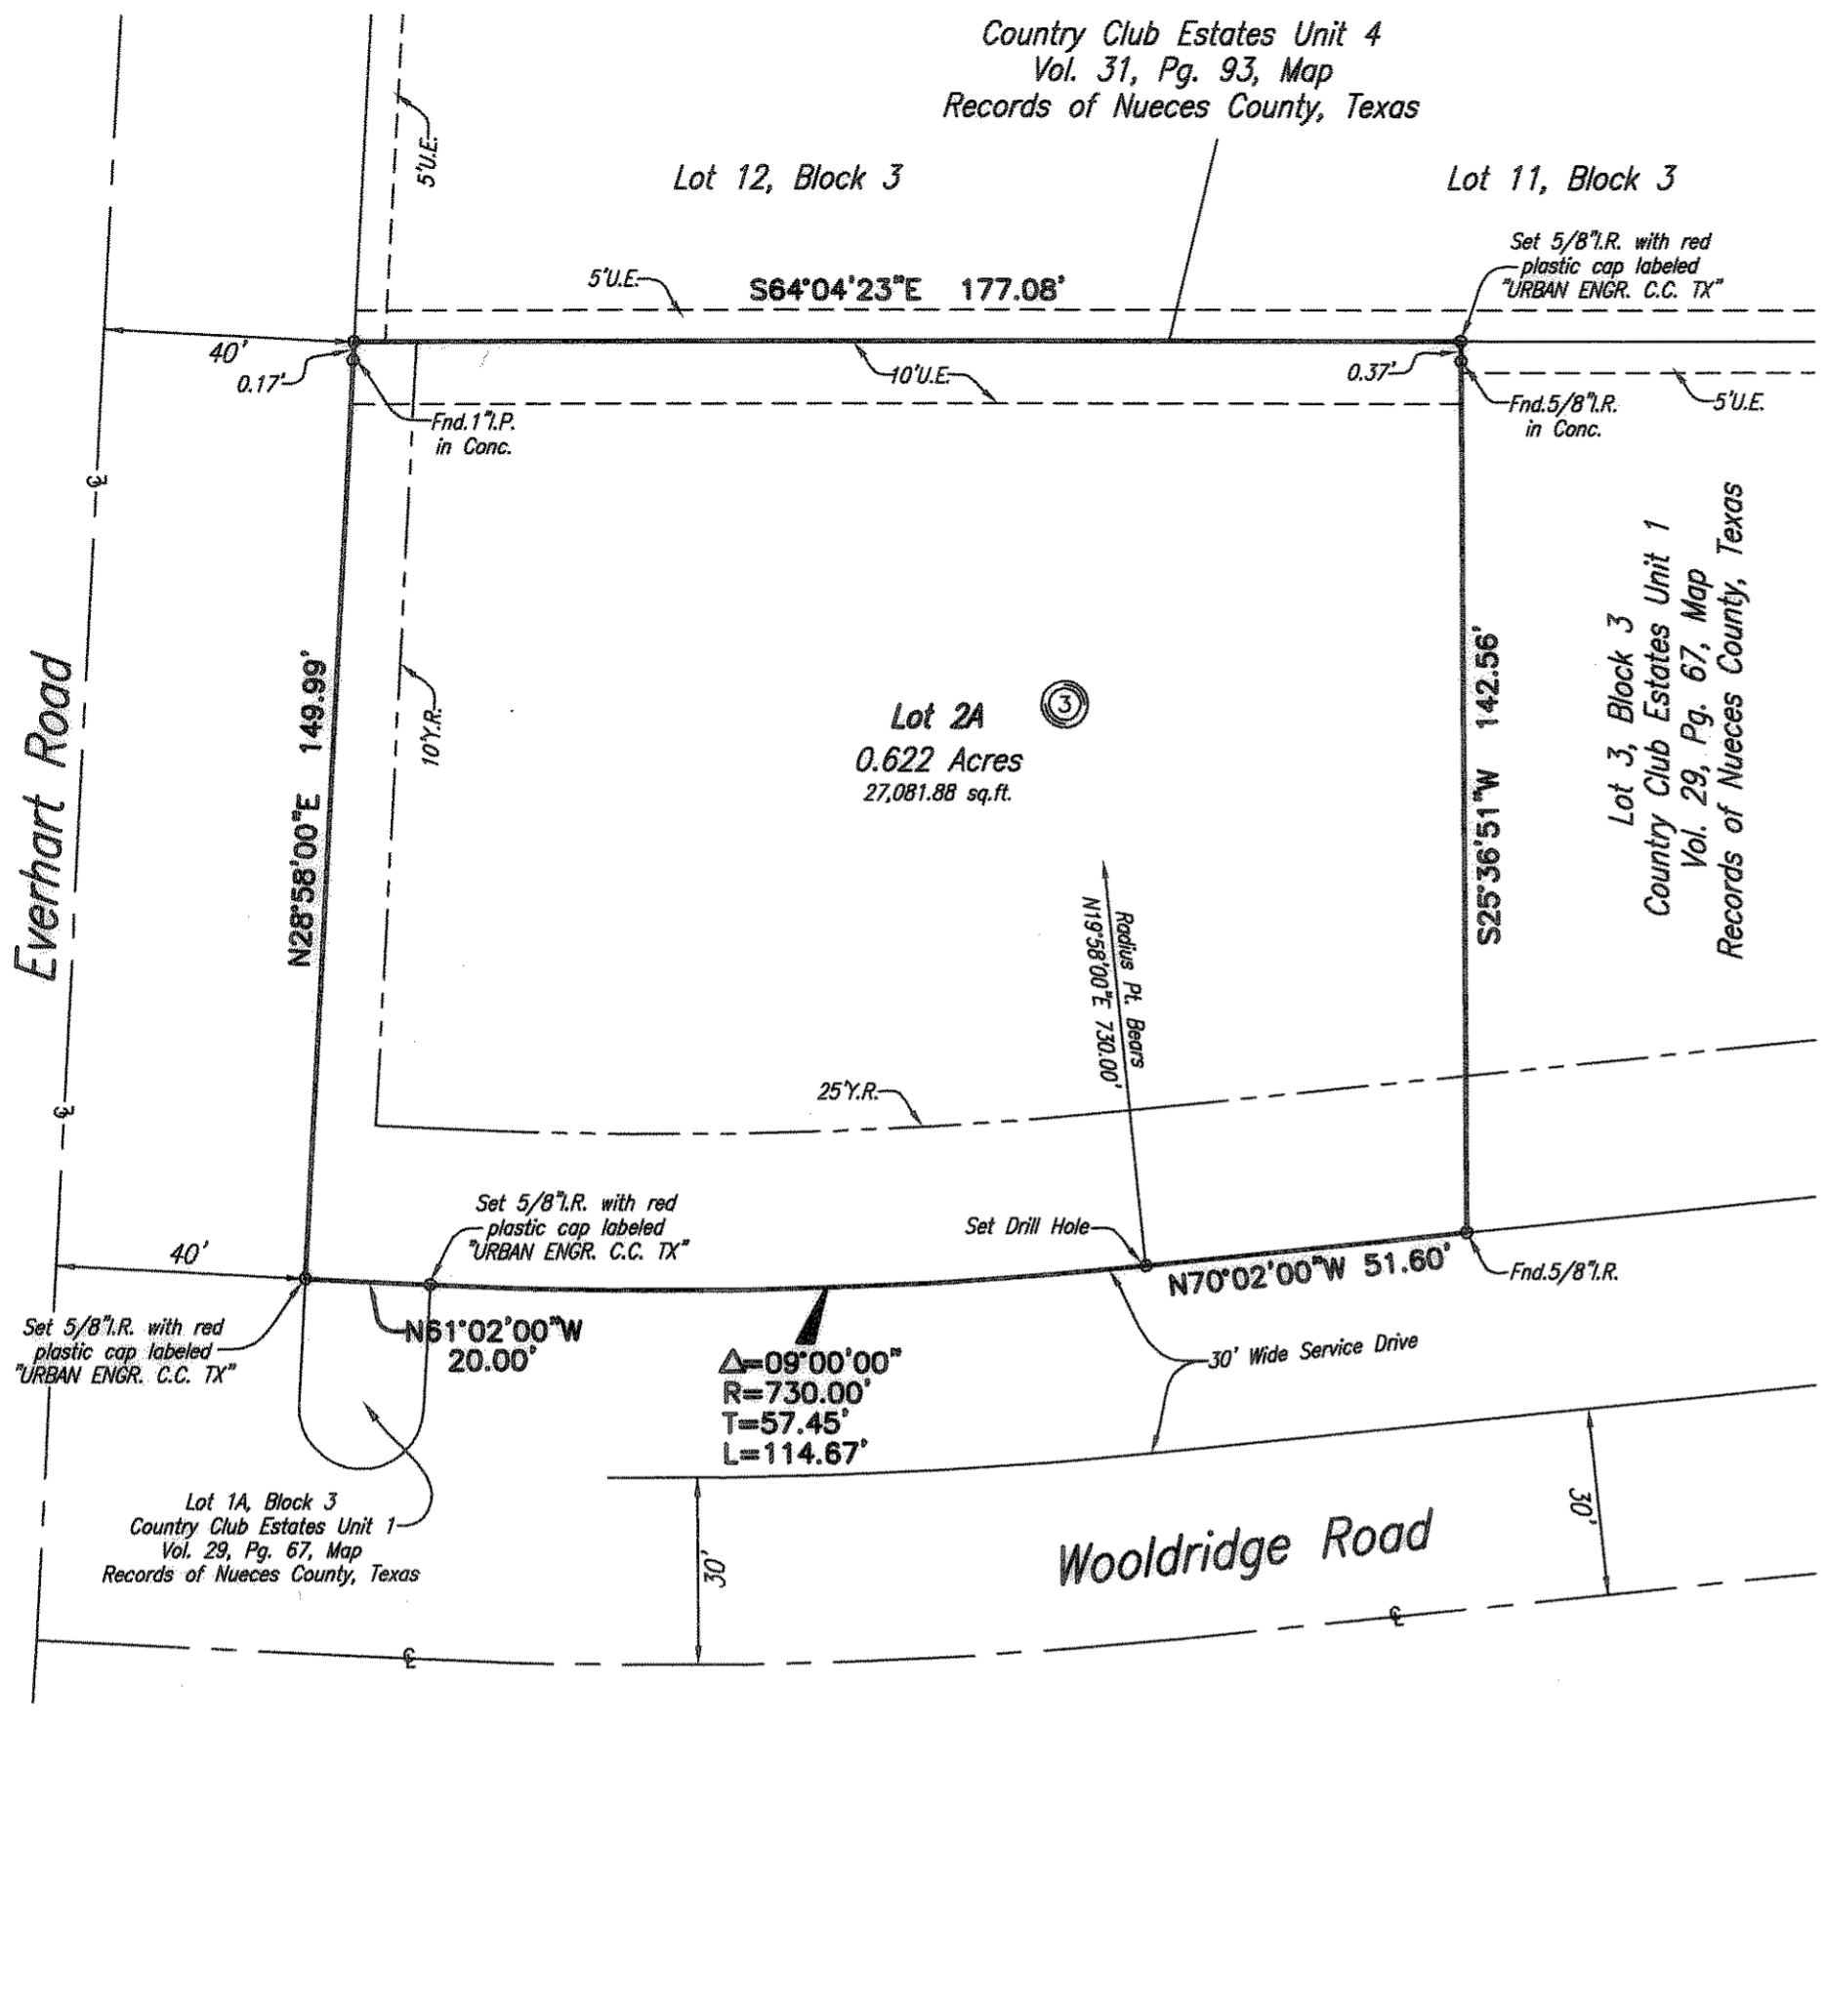 Country Club Estates Unit 4
Vol. 31, Pg. 93, Map
Records of Nueces County, Texas
5'U.E.
Lot 12, Block 3
Lot 11, Block 3
Set 5/8"I.R. with red
plastic cap labeled
"URBAN ENGR. C.C. TX"
5'U.E.
S64°04'23"E 177.08'
40'
0.17'
10'U.E.
0.37'
Fnd.1"I.P.
in Conc.
Fnd.5/8"I.R.
in Conc.
5'U.E.
℄
Everhart Road
N28°58'00"E 149.99'
10'Y.R.
Lot 2A
3
0.622 Acres
27,081.88 sq.ft.
S25°36'51"W 142.56'
Lot 3, Block 3
Country Club Estates Unit 1
Vol. 29, Pg. 67, Map
Records of Nueces County, Texas
Radius Pt. Bears
N19°58'00"E 730.00'
25'Y.R.
℄
Set 5/8"I.R. with red
plastic cap labeled
"URBAN ENGR. C.C. TX"
Set Drill Hole
40'
N70°02'00"W 51.60'
Fnd.5/8"I.R.
Set 5/8"I.R. with red
plastic cap labeled
"URBAN ENGR. C.C. TX"
N61°02'00"W
20.00'
Δ=09°00'00"
R=730.00'
T=57.45'
L=114.67'
30' Wide Service Drive
Lot 1A, Block 3
Country Club Estates Unit 1
Vol. 29, Pg. 67, Map
Records of Nueces County, Texas
30'
Wooldridge Road
30'
℄
℄